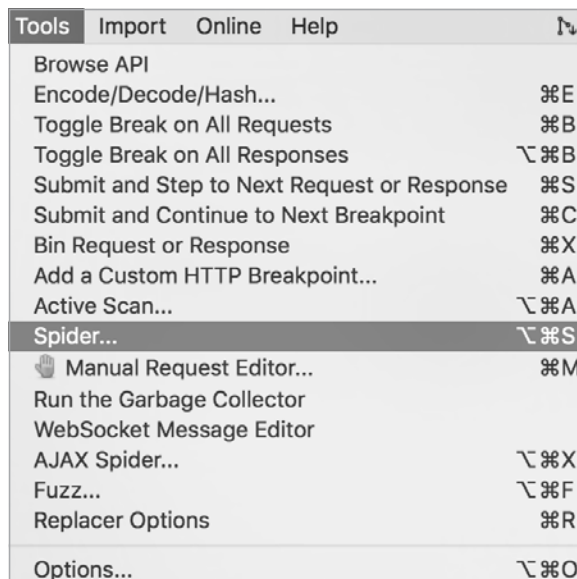 Tools Import Online Help
Browse API
Encode/Decode/Hash... ⌘E
Toggle Break on All Requests ⌘B
Toggle Break on All Responses ⌥⌘B
Submit and Step to Next Request or Response ⌘S
Submit and Continue to Next Breakpoint ⌘C
Bin Request or Response ⌘X
Add a Custom HTTP Breakpoint... ⌘A
Active Scan... ⌥⌘A
Spider... ⌥⌘S
Manual Request Editor... ⌘M
Run the Garbage Collector
WebSocket Message Editor
AJAX Spider... ⌥⌘X
Fuzz... ⌥⌘F
Replacer Options ⌘R
Options... ⌥⌘O